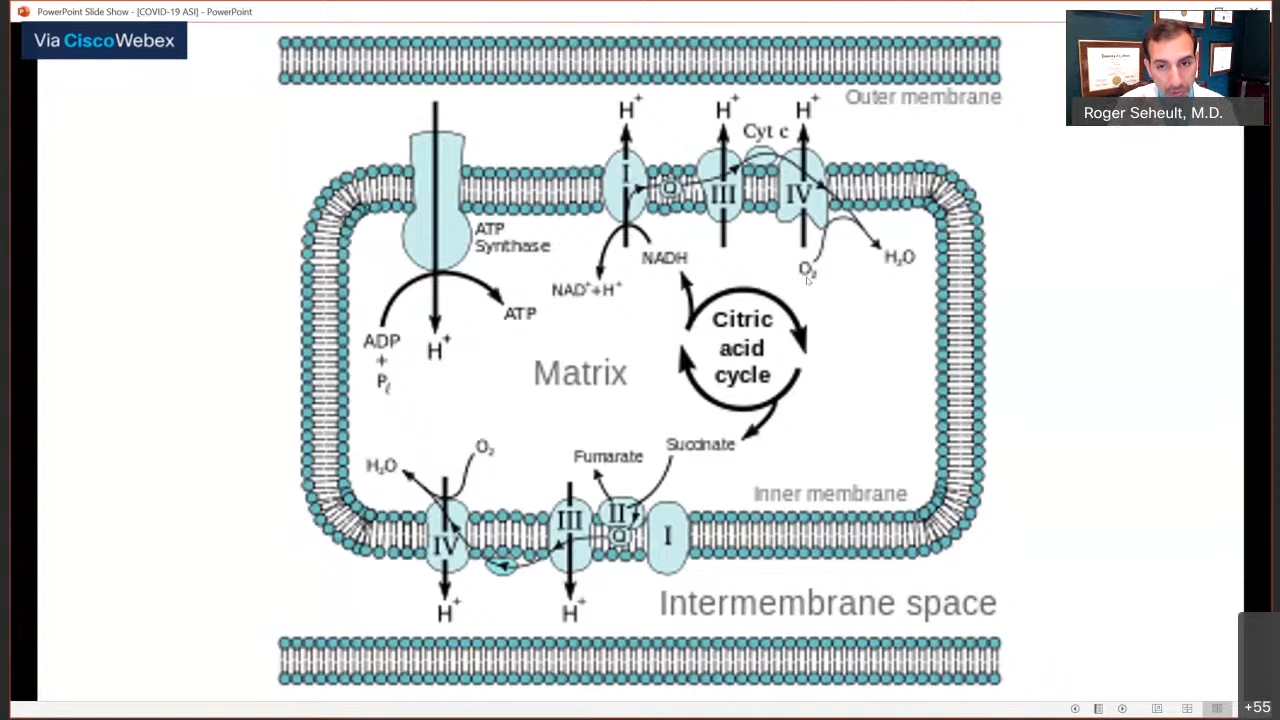 PowerPoint Slide Show - [COVID-19 ASI] - PowerPoint
Via CiscoWebex
Roger Seheult, M.D.
Outer membrane
H+
H+
H+
Cyt c
I
Q
III
IV
ATP
Synthase
NADH
NAD+ + H+
O2
H2O
ATP
ADP
+
Pi
H+
Citric
acid
cycle
Matrix
Succinate
Fumarate
O2
H2O
Inner membrane
IV
III
II
Q
I
H+
H+
Intermembrane space
+55